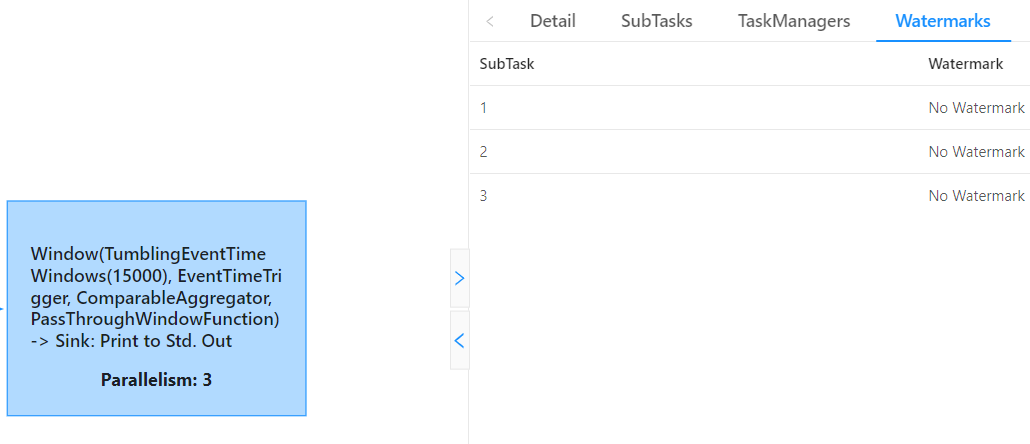 Detail SubTasks TaskManagers Watermarks
SubTask Watermark
1 No Watermark
2 No Watermark
3 No Watermark
Window(TumblingEventTime
Windows(15000), EventTimeTri
gger, ComparableAggregator,
PassThroughWindowFunction)
-> Sink: Print to Std. Out
Parallelism: 3